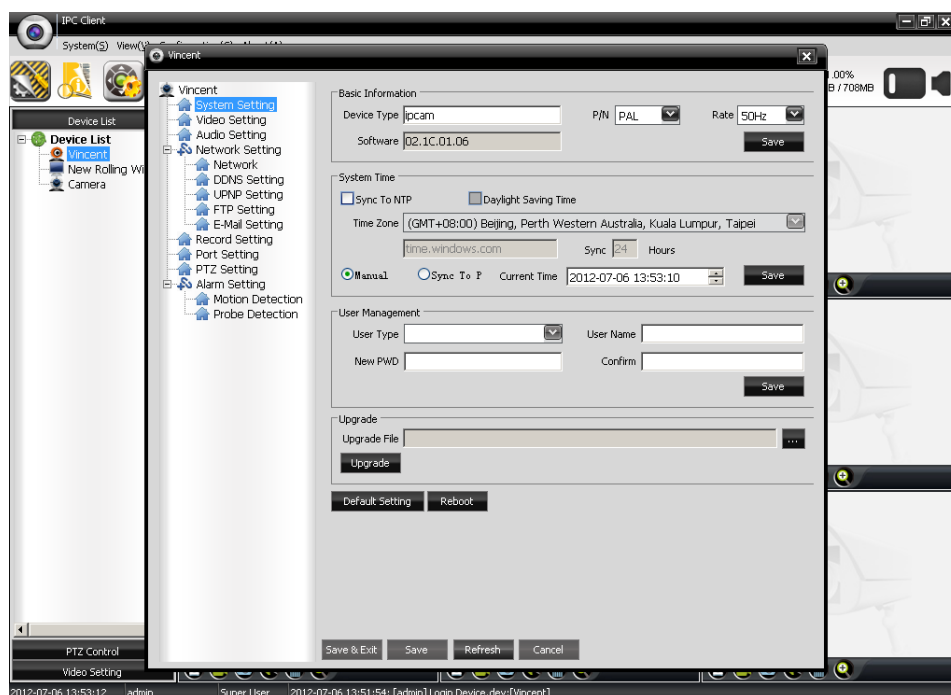 IPC Client
System(S) View(
Vincent
.00%
B / 708MB
Device List
Device List
Vincent
New Rolling Wi
Camera
PTZ Control
Video Setting
Vincent
System Setting
Video Setting
Audio Setting
Network Setting
Network
DDNS Setting
UPNP Setting
FTP Setting
E-Mail Setting
Record Setting
Port Setting
PTZ Setting
Alarm Setting
Motion Detection
Probe Detection
Basic Information
Device Type ipcam P/N PAL Rate 50Hz
Software 02.1C.01.06 Save
System Time
Sync To NTP Daylight Saving Time
Time Zone (GMT+08:00) Beijing, Perth Western Australia, Kuala Lumpur, Taipei
time.windows.com Sync 24 Hours
Manual Sync To P Current Time 2012-07-06 13:53:10 Save
User Management
User Type User Name
New PWD Confirm
Save
Upgrade
Upgrade File ...
Upgrade
Default Setting Reboot
Save & Exit Save Refresh Cancel
2012-07-06 13:53:12 admin Super User 2012-07-06 13:51:54: [admin] Login Device.dev:[Vincent]